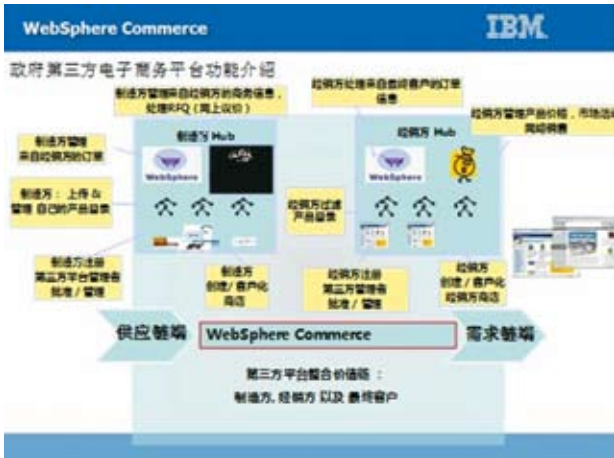 WebSphere Commerce
IBM
政府第三方电子商务平台功能介绍
制造方管理来自经销商的商务信息，
处理RFQ（网上议价）
经销方处理来自最终客户的订单
信息
经销方管理产品价格，市场活动
制造方管理
来自经销商的订单
制造方 Hub
经销方 Hub
WebSphere
WebSphere
制造方： 上传 &
管理 自己的产品目录
经销方过滤
产品目录
制造方注册
第三方平台管理者
批准 / 管理
制造方
创建 / 客户化
商店
经销方注册
第三方管理者
批准 / 管理
经销方
创建 / 客户化
经销方商店
供应链端
WebSphere Commerce
需求链端
第三方平台整合价值链 ：
制造方, 经销方 以及 最终客户